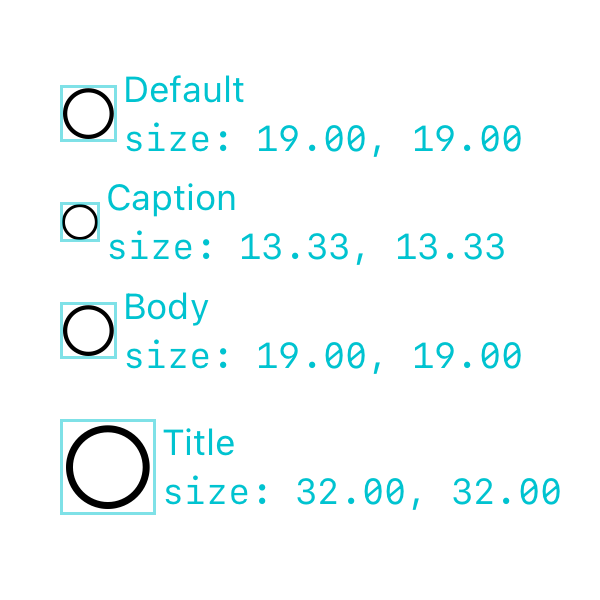 Default
size: 19.00, 19.00
Caption
size: 13.33, 13.33
Body
size: 19.00, 19.00
Title
size: 32.00, 32.00